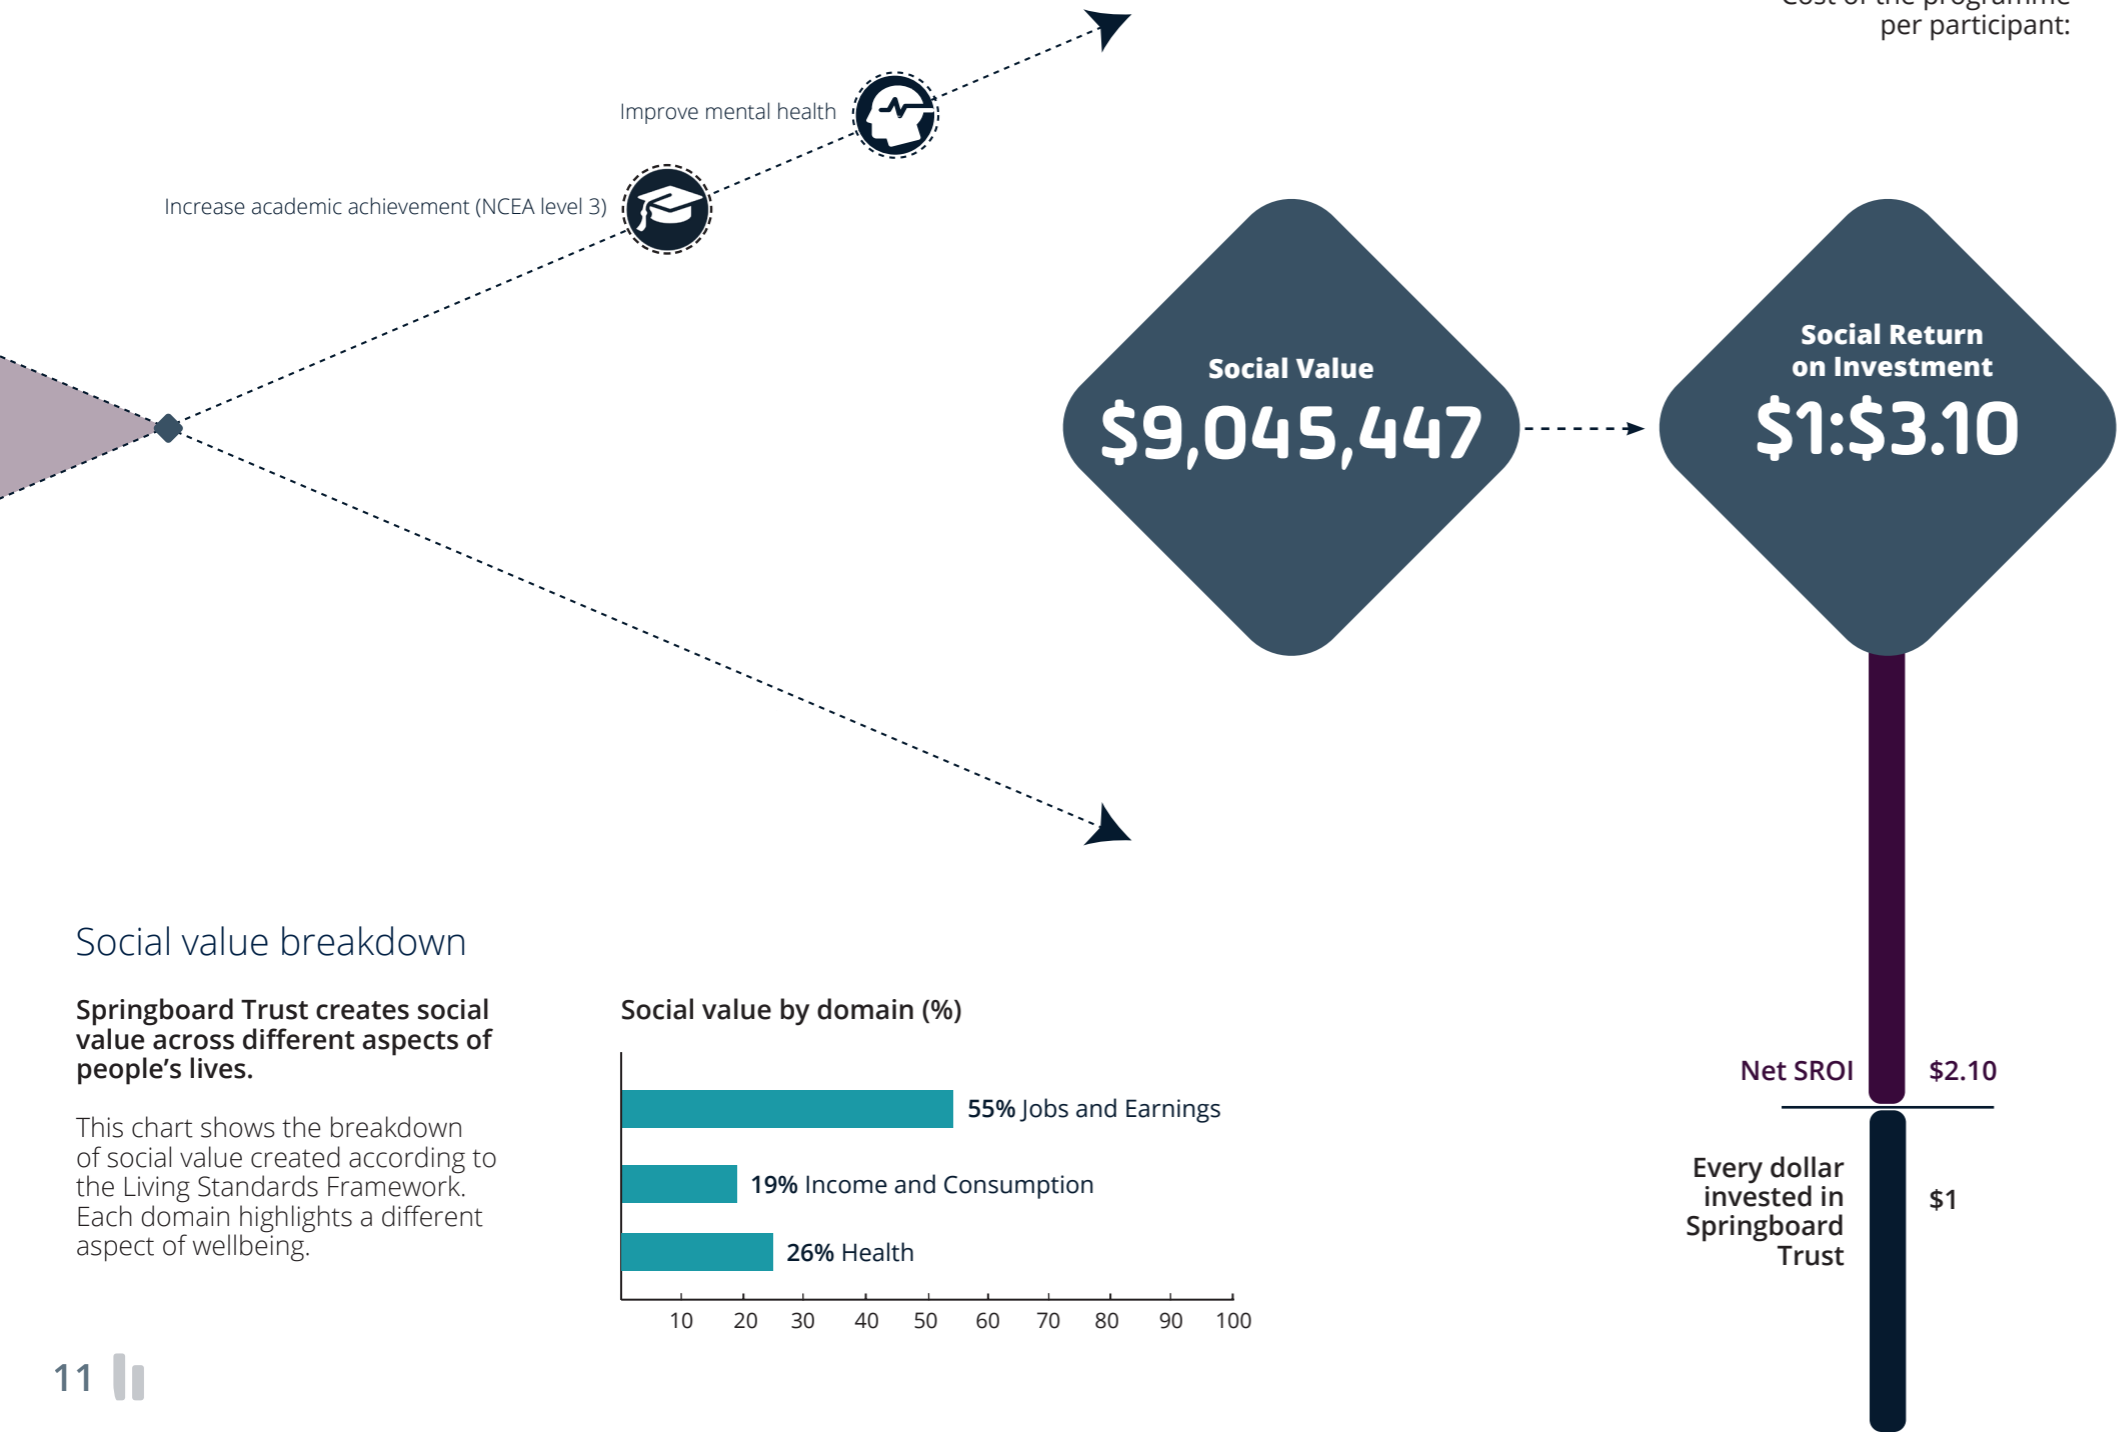 Cost of the programme
per participant:
Improve mental health
Increase academic achievement (NCEA level 3)
Social Value
$9,045,447
Social Return
on Investment
$1:$3.10
Social value breakdown
Springboard Trust creates social
value across different aspects of
people’s lives.
This chart shows the breakdown
of social value created according to
the Living Standards Framework.
Each domain highlights a different
aspect of wellbeing.
Social value by domain (%)
55% Jobs and Earnings
19% Income and Consumption
26% Health
10 20 30 40 50 60 70 80 90 100
Net SROI $2.10
Every dollar
invested in
Springboard
Trust
$1
11